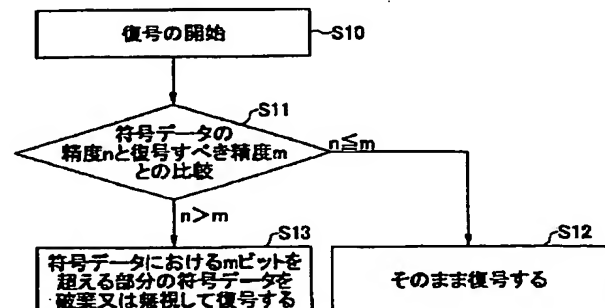 復号の開始
S10
S11
符号データの
精度nと復号すべき精度m
との比較
n≦m
n>m
S13
S12
符号データにおけるmビットを
超える部分の符号データを
破棄又は無視して復号する
そのまま復号する